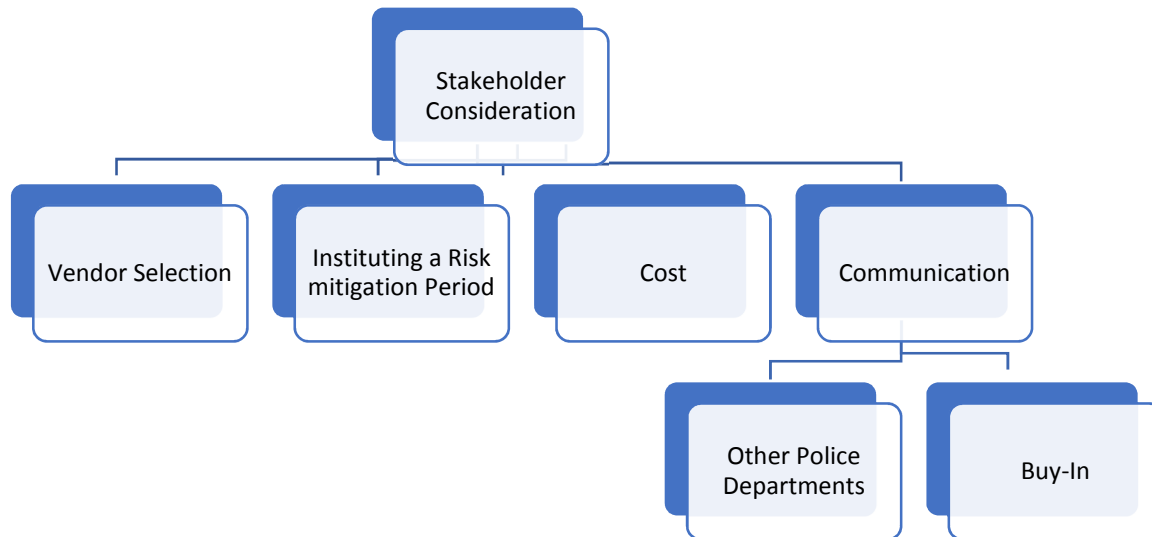 Stakeholder
Consideration
Vendor Selection
Instituting a Risk
mitigation Period
Cost
Communication
Other Police
Departments
Buy-In